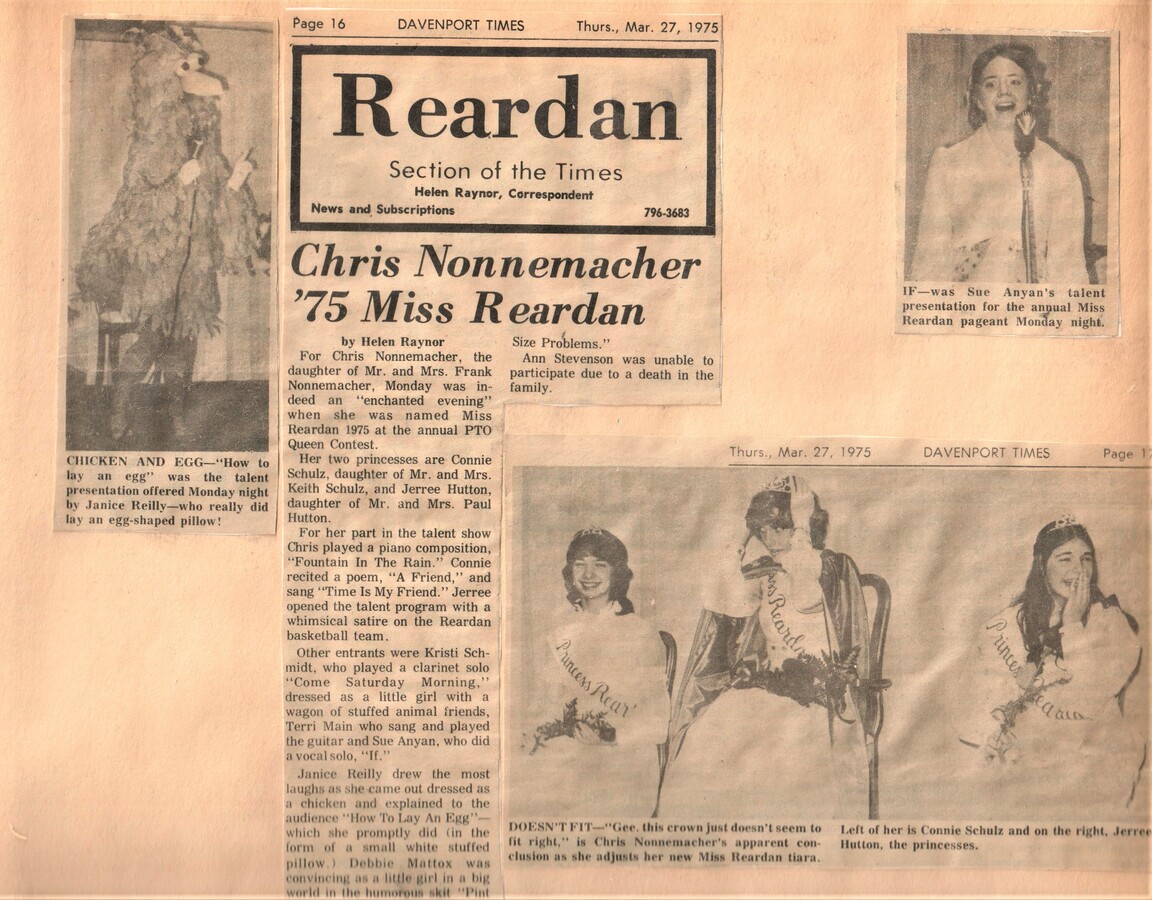 Page 16 DAVENPORT TIMES Thurs., Mar. 27, 1975
Reardan
Section of the Times
Helen Raynor, Correspondent
News and Subscriptions 796-3683
Chris Nonnemacher
'75 Miss Reardan
by Helen Raynor
For Chris Nonnemacher, the
daughter of Mr. and Mrs. Frank
Nonnemacher, Monday was in-
deed an "enchanted evening"
when she was named Miss
Reardan 1975 at the annual PTO
Queen Contest.
Her two princesses are Connie
Schulz, daughter of Mr. and Mrs.
Keith Schulz, and Jerree Hutton,
daughter of Mr. and Mrs. Paul
Hutton.
For her part in the talent show
Chris played a piano composition,
"Fountain In The Rain." Connie
recited a poem, "A Friend," and
sang "Time Is My Friend." Jerree
opened the talent program with a
whimsical satire on the Reardan
basketball team.
Other entrants were Kristi Sch-
midt, who played a clarinet solo
"Come Saturday Morning,"
dressed as a little girl with a
wagon of stuffed animal friends,
Terri Main who sang and played
the guitar and Sue Anyan, who did
a vocal solo, "If."
Janice Reilly drew the most
laughs as she came out dressed as
a chicken and explained to the
audience "How To Lay An Egg"—
which she promptly did (in the
form of a small white stuffed
pillow.) Debbie Mattox was
convincing as a little girl in a big
world in the humorous skit "Pint
Size Problems."
Ann Stevenson was unable to
participate due to a death in the
family.
CHICKEN AND EGG—"How to
lay an egg" was the talent
presentation offered Monday night
by Janice Reilly—who really did
lay an egg-shaped pillow!
IF—was Sue Anyan's talent
presentation for the annual Miss
Reardan pageant Monday night.
Thurs., Mar. 27, 1975 DAVENPORT TIMES Page 17
Princess Rear
ss Reardan
Princess Reardan
DOESN'T FIT—"Gee, this crown just doesn't seem to
fit right," is Chris Nonnemacher's apparent con-
clusion as she adjusts her new Miss Reardan tiara.
Left of her is Connie Schulz and on the right, Jerree
Hutton, the princesses.